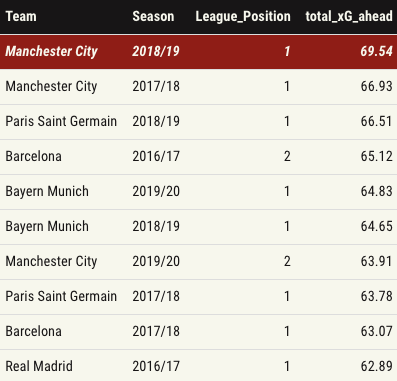 Team Season League_Position total_xG_ahead
Manchester City 2018/19 1 69.54
Manchester City 2017/18 1 66.93
Paris Saint Germain 2018/19 1 66.51
Barcelona 2016/17 2 65.12
Bayern Munich 2019/20 1 64.83
Bayern Munich 2018/19 1 64.65
Manchester City 2019/20 2 63.91
Paris Saint Germain 2017/18 1 63.78
Barcelona 2017/18 1 63.07
Real Madrid 2016/17 1 62.89